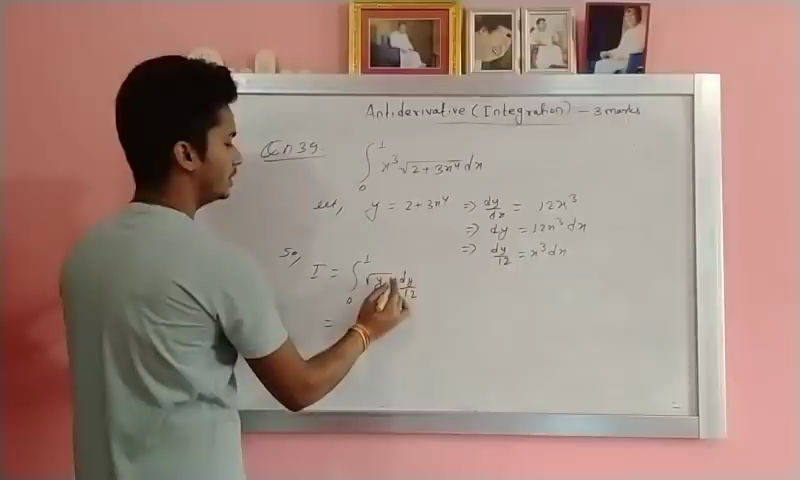 Antiderivative (Integration) - 3 marks
Qn 39. ∫₀¹ x³ √(2+3x⁴) dx
let, y = 2+3x⁴ ⇒ dy/dx = 12x³
⇒ dy = 12x³ dx
⇒ dy/12 = x³ dx
So, I = ∫₀¹ √y dy/12
=